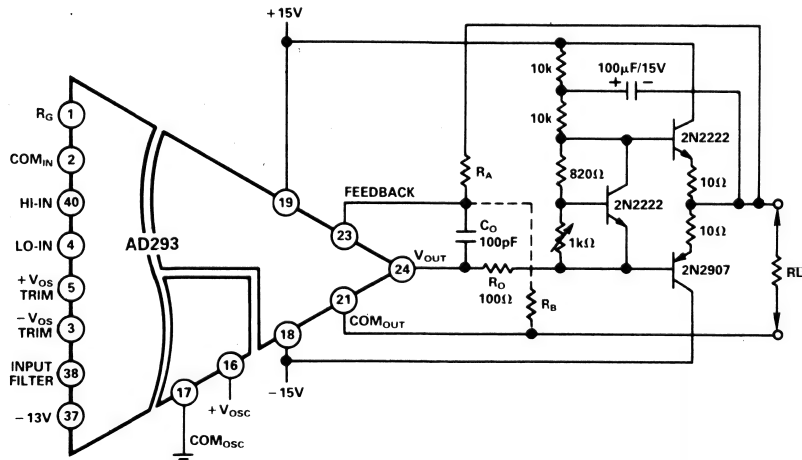 +15V
10k
100μF/15V
+ −
10k
2N2222
R_G
1
COM_IN
2
HI-IN
40
LO-IN
4
+V_OS
TRIM
5
−V_OS
TRIM
3
INPUT
FILTER
38
−13V
37
AD293
19
FEEDBACK
23
R_A
C_O
100pF
820Ω
2N2222
10Ω
10Ω
1kΩ
V_OUT
24
R_O
100Ω
R_B
2N2907
RL
21
COM_OUT
18
−15V
16
+V_OSC
17
COM_OSC